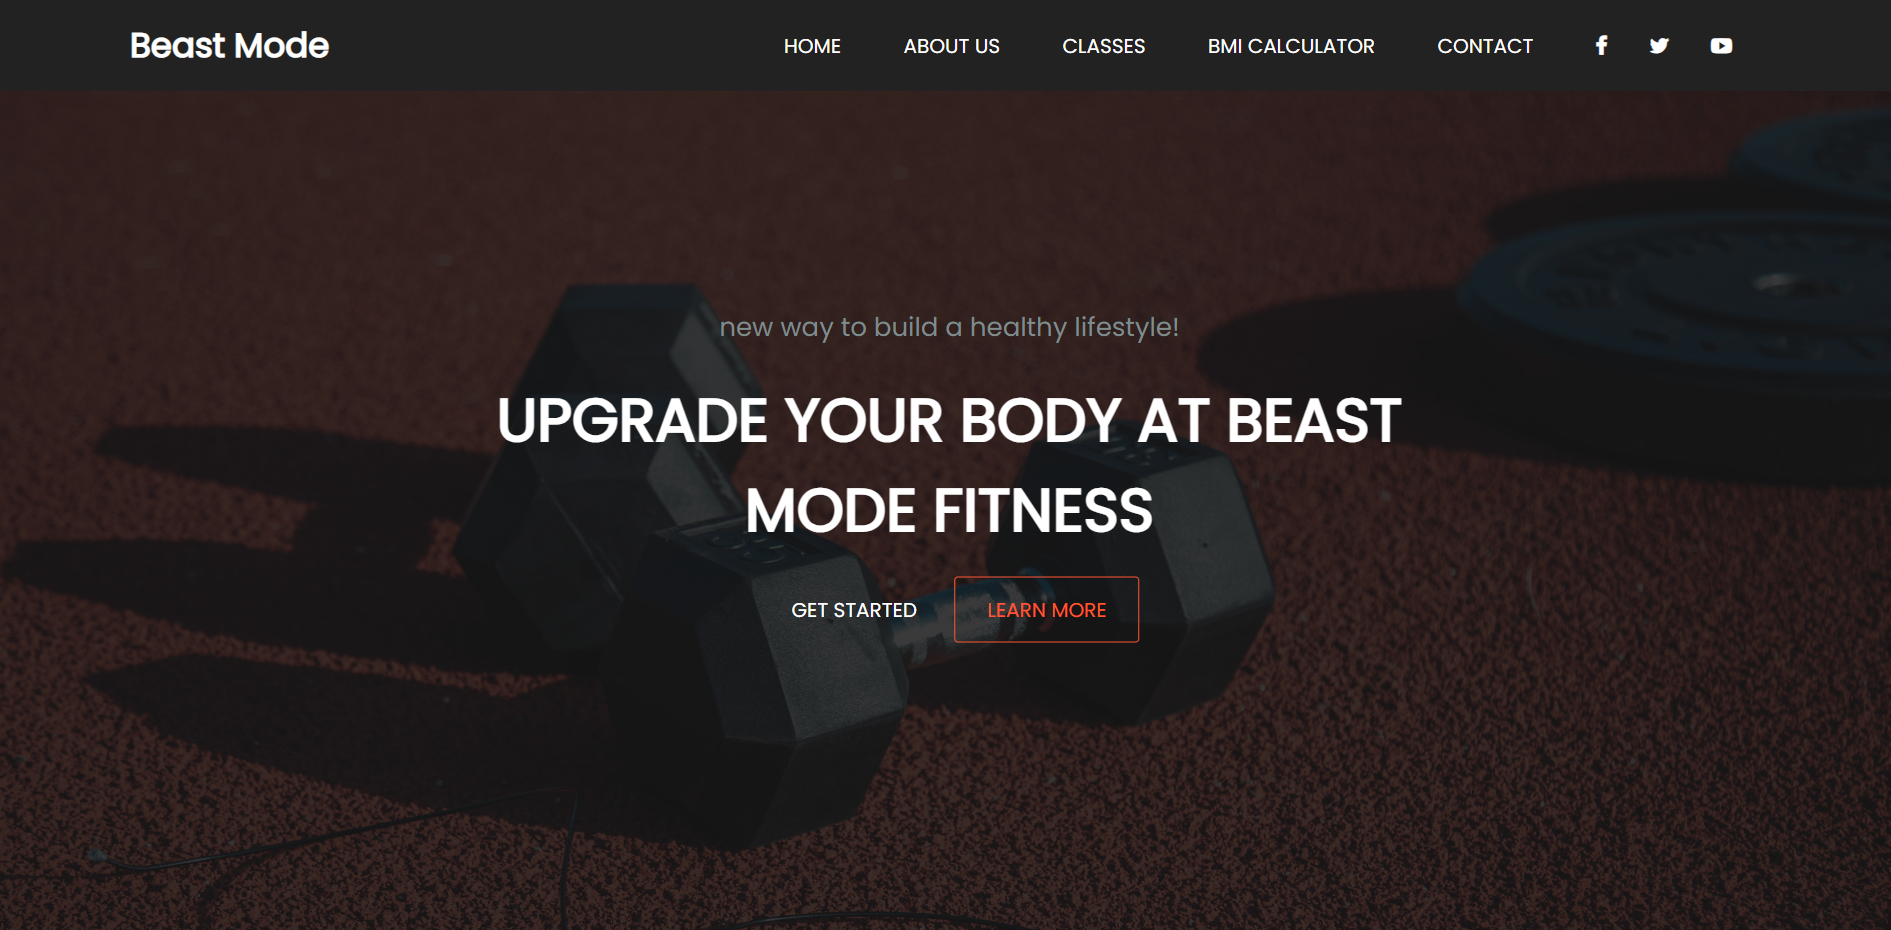 Beast Mode
HOME ABOUT US CLASSES BMI CALCULATOR CONTACT
new way to build a healthy lifestyle!
UPGRADE YOUR BODY AT BEAST
MODE FITNESS
GET STARTED LEARN MORE